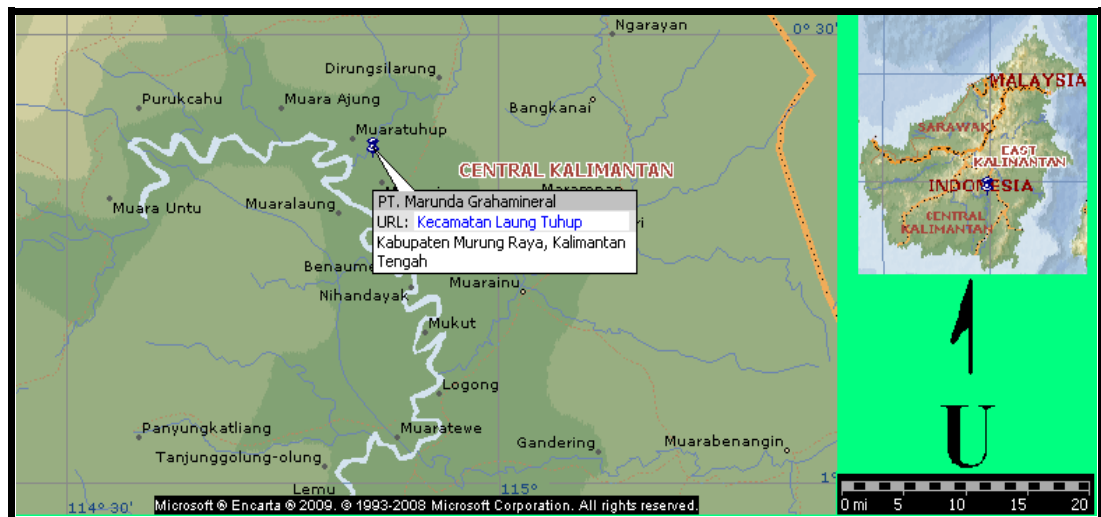 Ngarayan
0° 30'
Dirungsilarung
Purukcahu
Muara Ajung
Bangkanai
Muaratuhup
CENTRAL KALIMANTAN
PT. Marunda Grahamineral
URL: Kecamatan Laung Tuhup
Kabupaten Murung Raya, Kalimantan
Tengah
Muara Untu
Muaralaung
Muarainu
Nihandayak
Mukut
Logong
Panyungkatliang
Muaratewe
Gandering
Muarabenangin
Tanjunggolung-olung
Lemu
115°
1°
114° 30'
Microsoft ® Encarta ® 2009. © 1993-2008 Microsoft Corporation. All rights reserved.
MALAYSIA
SARAWAK
EAST
KALIMANTAN
INDONESIA
CENTRAL
KALIMANTAN
U
0 mi 5 10 15 20